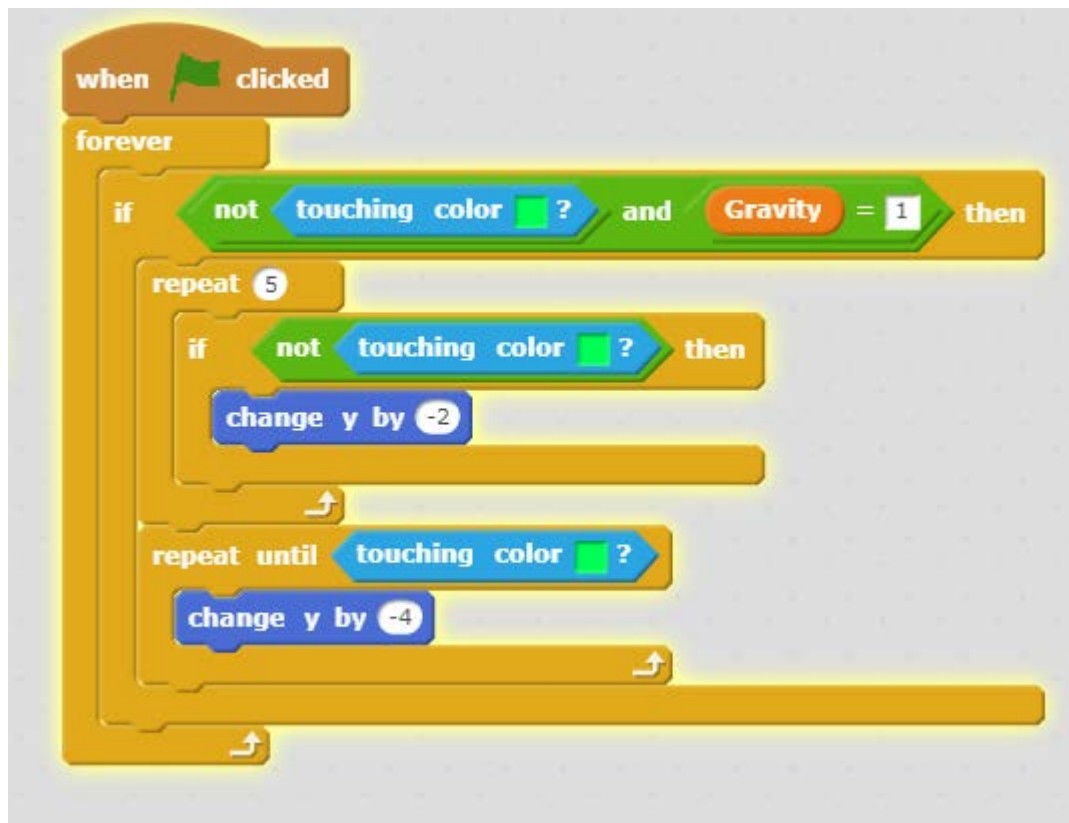 when clicked
forever
if not touching color ? and Gravity = 1 then
repeat 5
if not touching color ? then
change y by -2
repeat until touching color ?
change y by -4